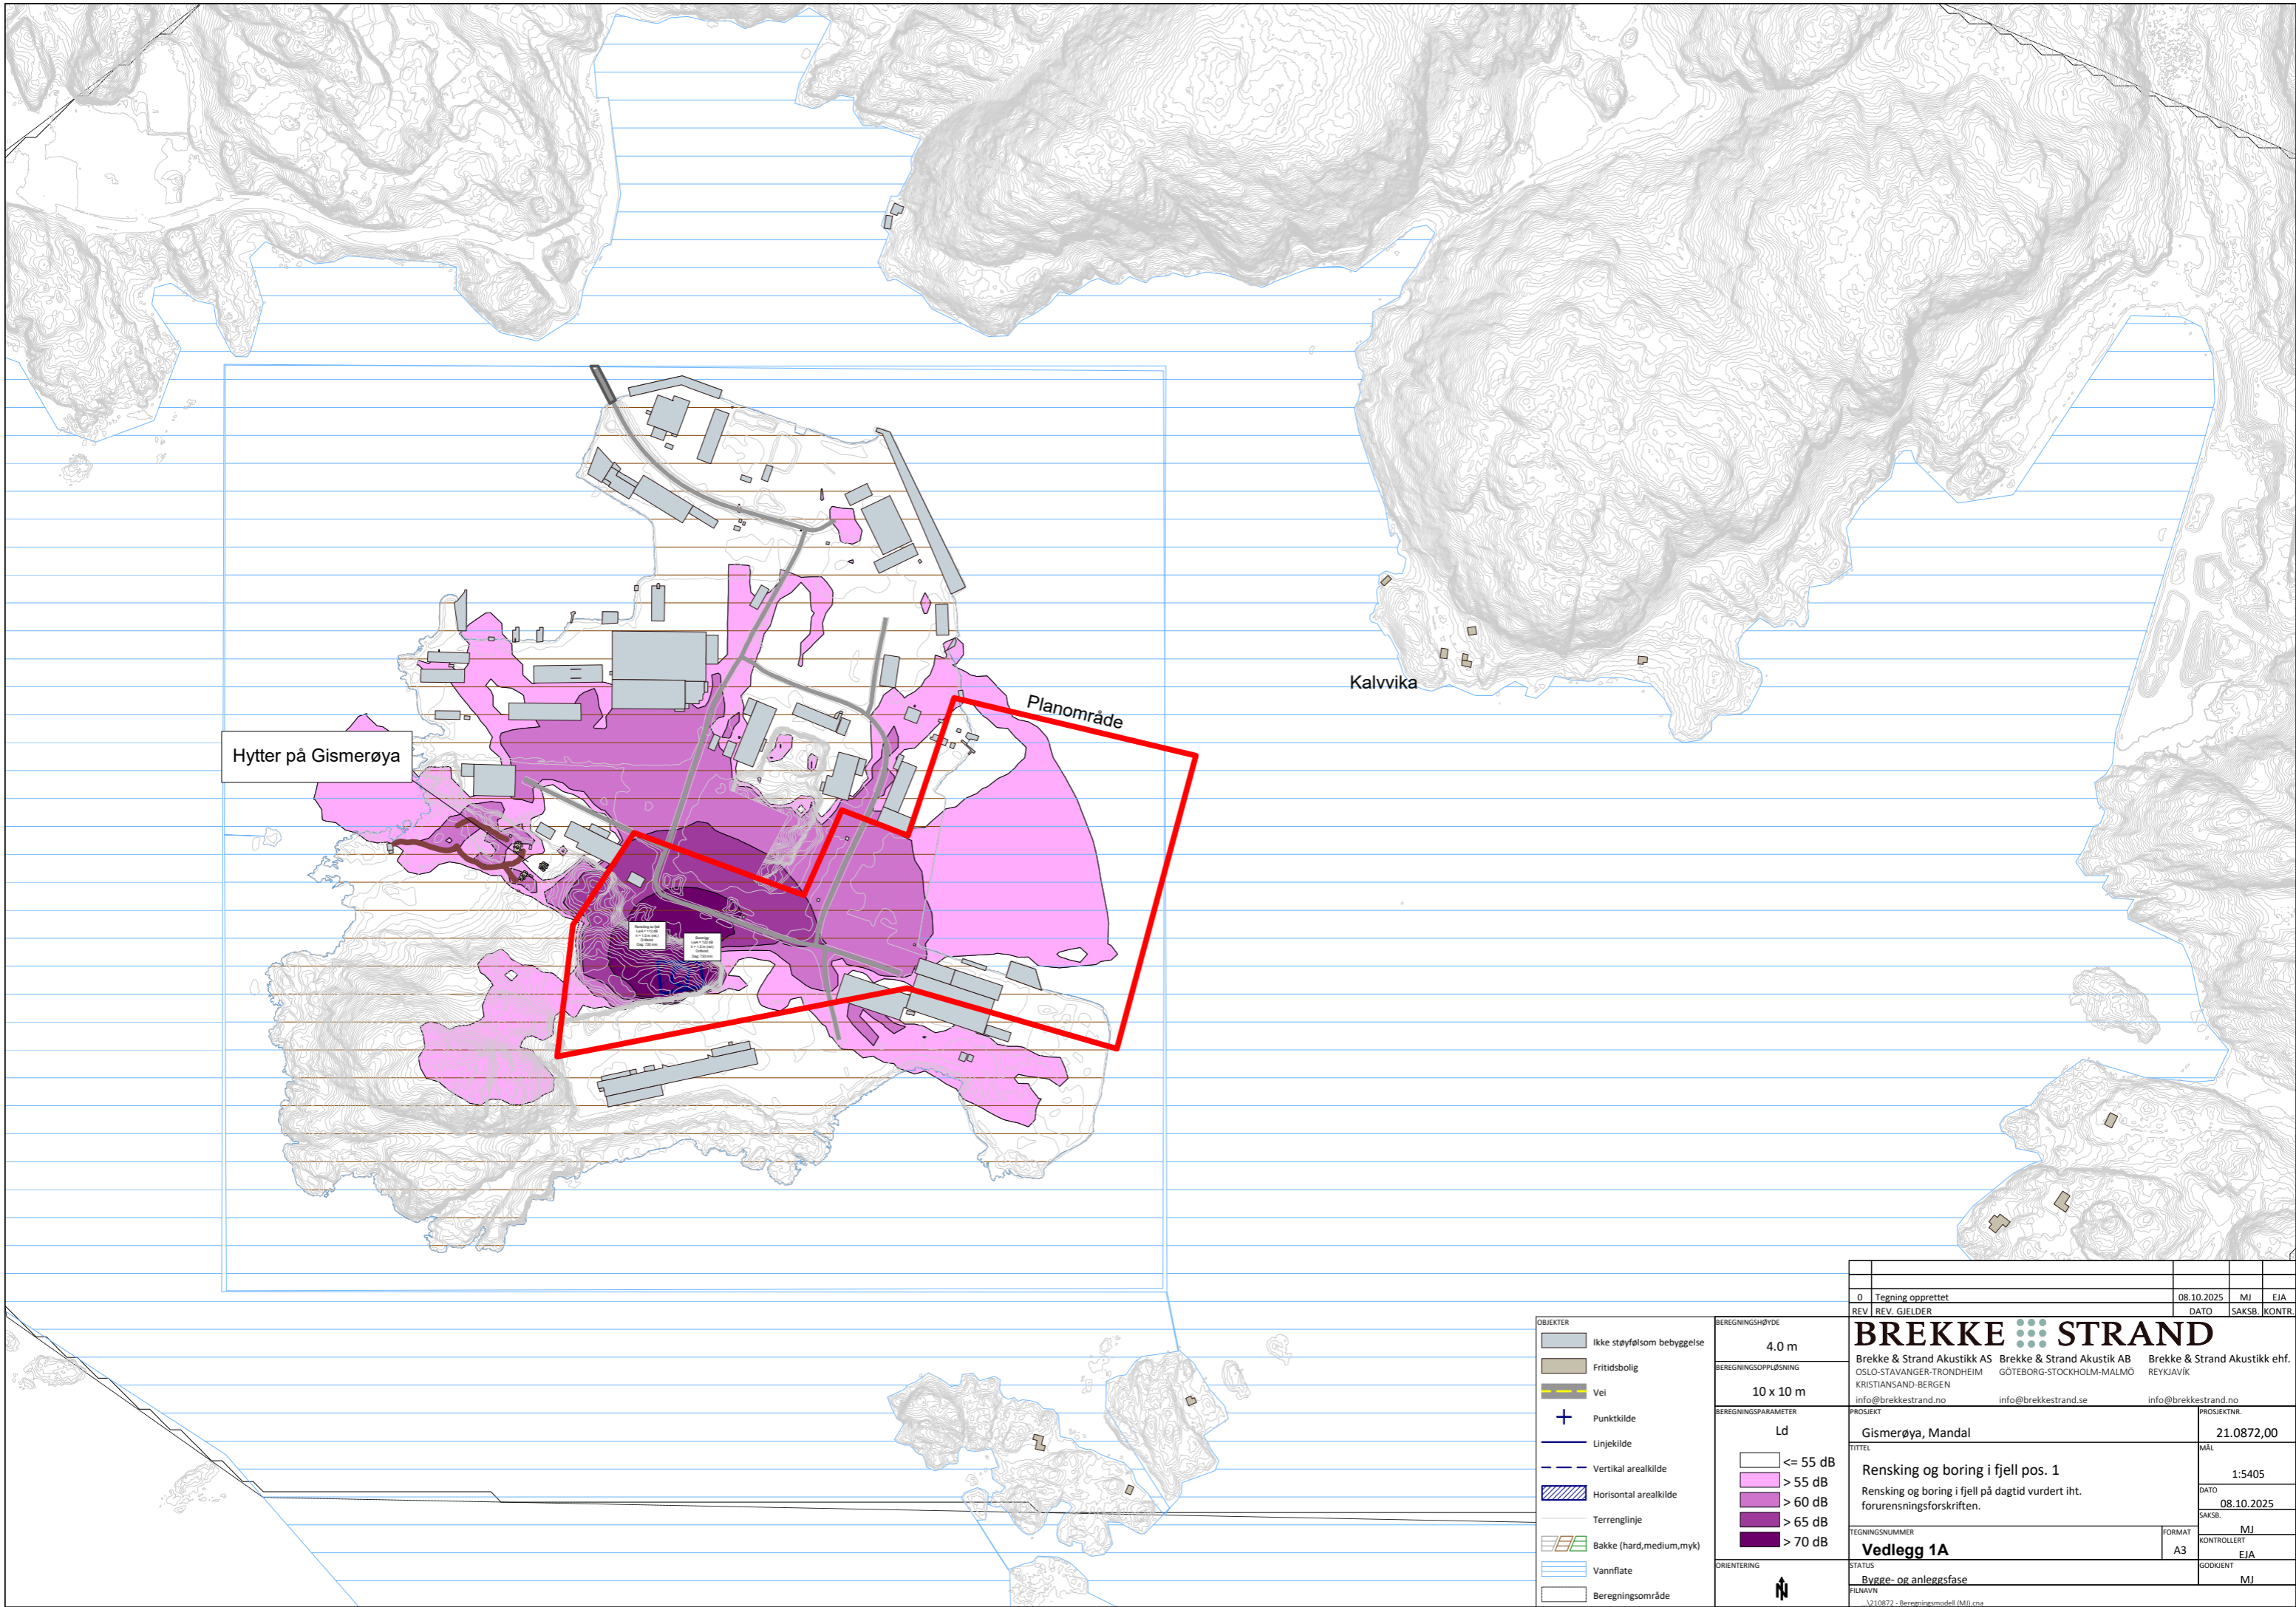 Kalvvika
Planområde
Hytter på Gismerøya
0 Tegning opprettet 08.10.2025 MJ EJA
REV REV. GJELDER DATO SAKSB. KONTR.
OBJEKTER
Ikke støyfølsom bebyggelse
Fritidsbolig
Vei
Punktkilde
Linjekilde
Vertikal arealkilde
Horisontal arealkilde
Terrenglinje
Bakke (hard,medium,myk)
Vannflate
Beregningsområde
BEREGNINGSHØYDE
4.0 m
BEREGNINGSOPPLØSNING
10 x 10 m
BEREGNINGSPARAMETER
Ld
<= 55 dB
> 55 dB
> 60 dB
> 65 dB
> 70 dB
ORIENTERING
N
BREKKE STRAND
Brekke & Strand Akustikk AS Brekke & Strand Akustik AB Brekke & Strand Akustikk ehf.
OSLO-STAVANGER-TRONDHEIM GÖTEBORG-STOCKHOLM-MALMÖ REYKJAVÍK
KRISTIANSAND-BERGEN
info@brekkestrand.no info@brekkestrand.se info@brekkestrand.no
PROSJEKT
Gismerøya, Mandal
PROSJEKTNR.
21.0872,00
TITTEL
Rensking og boring i fjell pos. 1
Rensking og boring i fjell på dagtid vurdert iht.
forurensningsforskriften.
MÅL
1:5405
DATO
08.10.2025
SAKSB.
MJ
TEGNINGSNUMMER
Vedlegg 1A
FORMAT
A3
KONTROLLERT
EJA
STATUS
Bygge- og anleggsfase
GODKJENT
MJ
FILNAVN
...\210872 - Beregningsmodell (MJ).cna